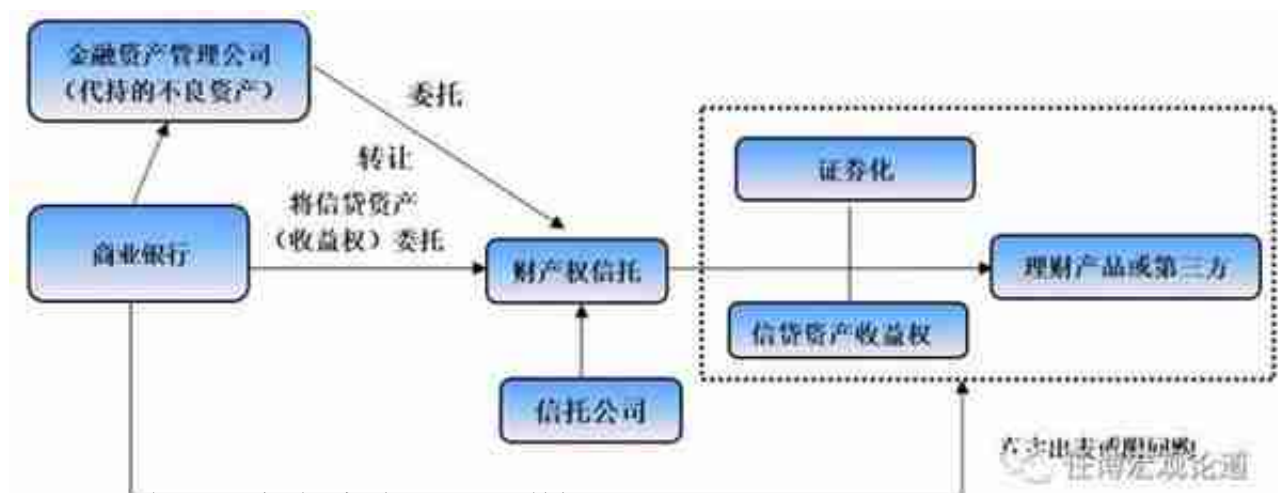 金融资产管理公司
（代持的不良资产）
委托
转让
将信贷资产
（收益权）委托
商业银行
财产权信托
信托公司
证券化
信贷资产收益权
理财产品或第三方